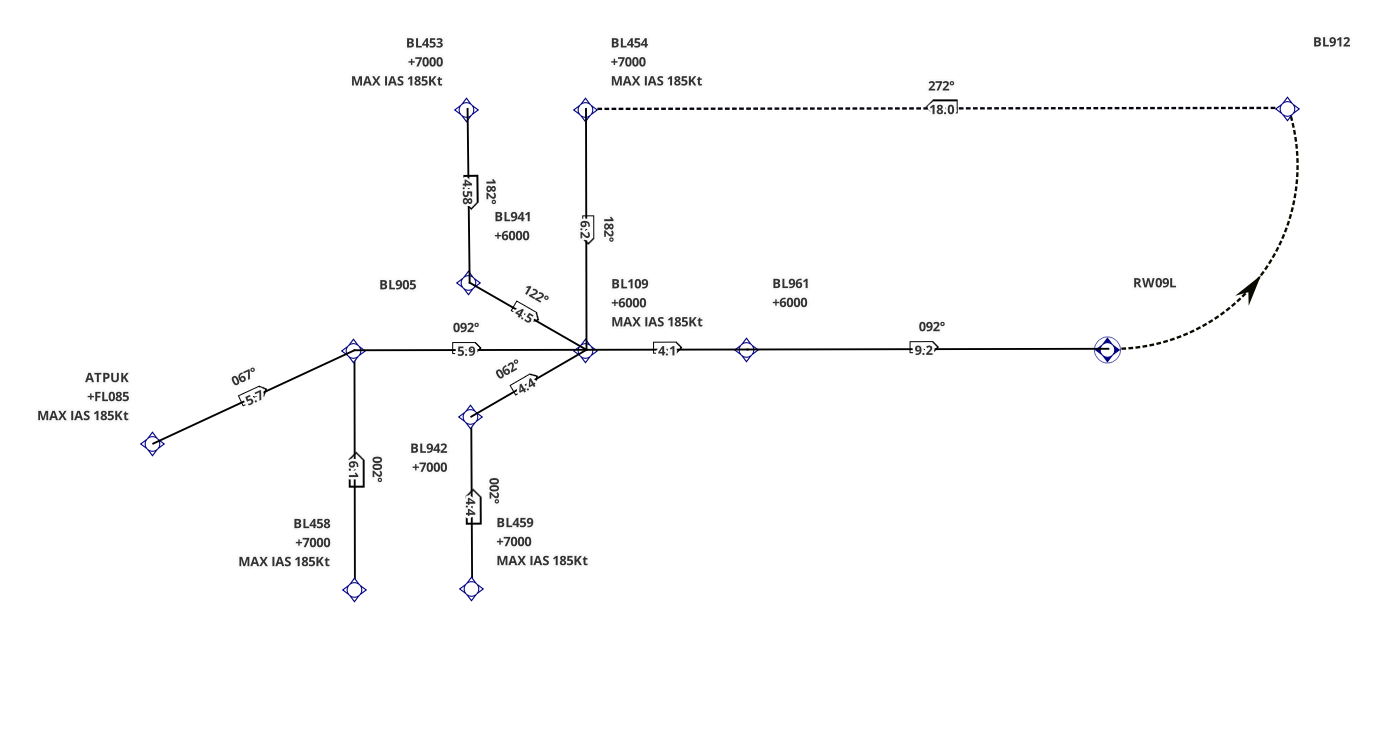 BL453
+7000
MAX IAS 185Kt
BL454
+7000
MAX IAS 185Kt
BL912
272°
18.0
4.58
182°
BL941
+6000
6.2
182°
BL905
122°
4.5
BL109
+6000
MAX IAS 185Kt
BL961
+6000
RW09L
092°
5.9
4.1
092°
9.2
ATPUK
+FL085
MAX IAS 185Kt
067°
5.7
062°
4.4
BL942
+7000
6.1
002°
4.4
002°
BL458
+7000
MAX IAS 185Kt
BL459
+7000
MAX IAS 185Kt